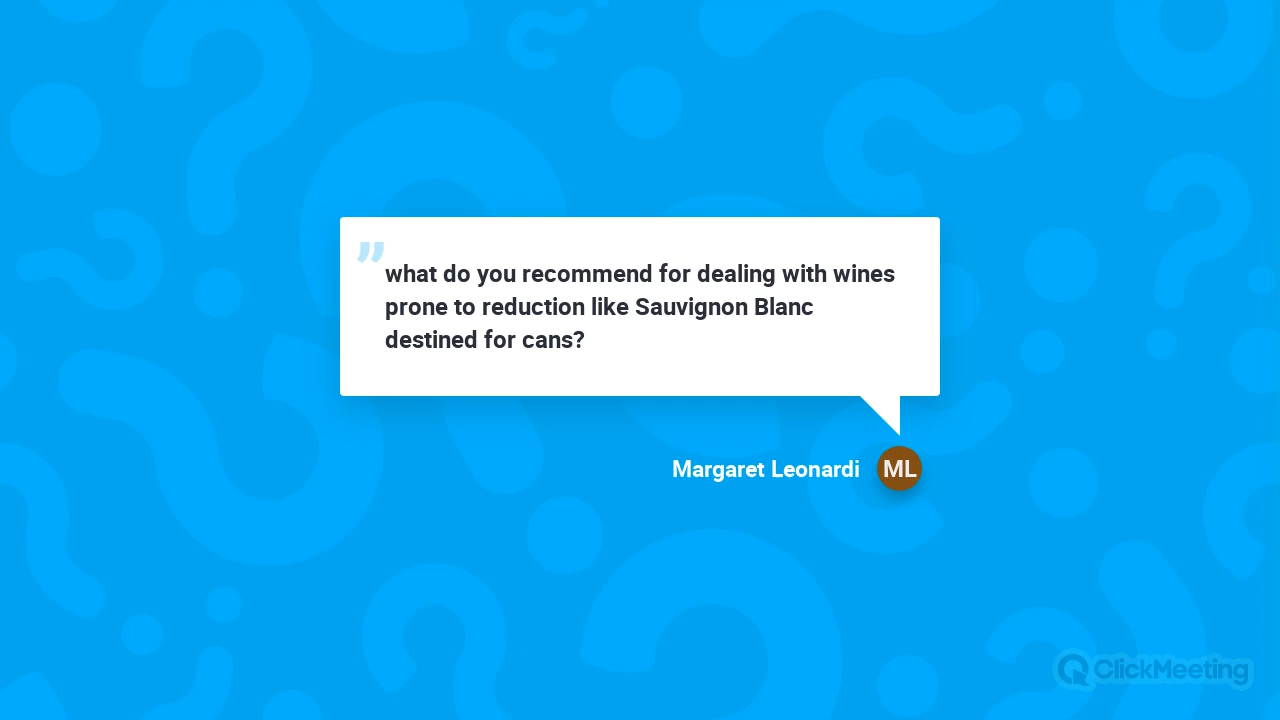 ”
what do you recommend for dealing with wines
prone to reduction like Sauvignon Blanc
destined for cans?
Margaret Leonardi ML
ClickMeeting